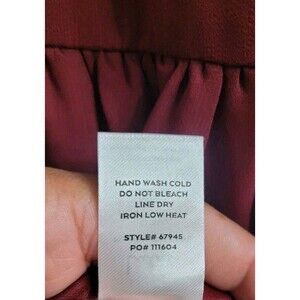 HAND WASH COLD
DO NOT BLEACH
LINE DRY
IRON LOW HEAT
STYLE# 67945
PO# 111604